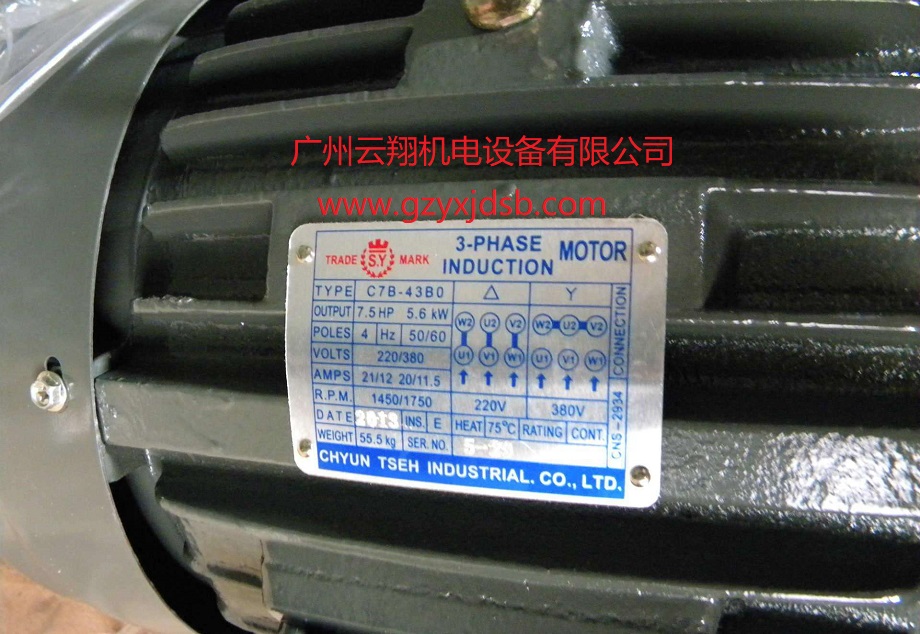 广州云翔机电设备有限公司
www.gzyxjdsb.com
TRADE S.Y MARK 3-PHASE INDUCTION MOTOR
TYPE C7B-43B0 △ Y
OUTPUT 7.5 HP 5.6 kW
POLES 4 Hz 50/60
W2 U2 V2 W2 U2 V2
VOLTS 220/380
U1 V1 W1 U1 V1 W1
AMPS 21/12 20/11.5
R.P.M. 1450/1750 220V 380V
DATE 2013 INS. E HEAT 75°C RATING CONT.
WEIGHT 55.5 kg SER. NO.
CHYUN TSEH INDUSTRIAL. CO., LTD.
CNS-2934 CONNECTION